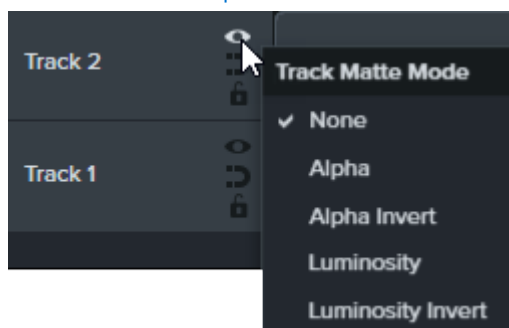 Track 2
Track Matte Mode
None
Alpha
Track 1
Alpha Invert
Luminosity
Luminosity Invert